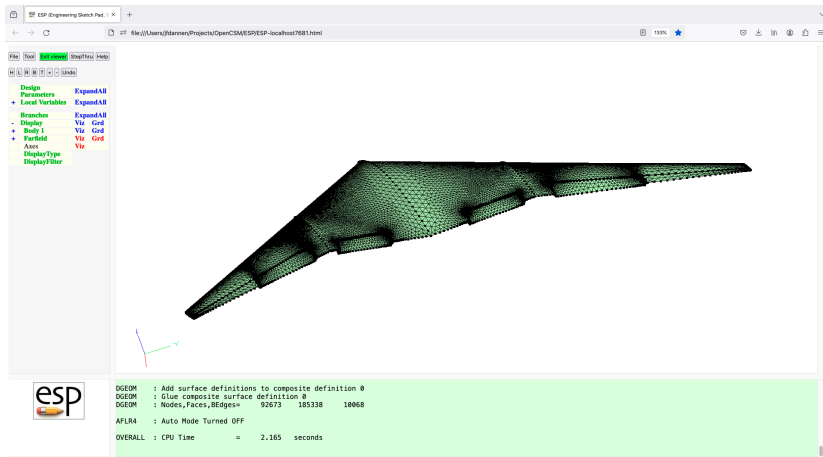 ESP (Engineering Sketch Pad, V
file:///Users/jfdannen/Projects/OpenCSM/ESP/ESP-localhost7681.html
133%
File Tool Exit viewer StepThru Help
H L R B T + - Undo
Design Parameters ExpandAll
+ Local Variables ExpandAll
Branches ExpandAll
- Display Viz Grd
+ Body 1 Viz Grd
+ Farfield Viz Grd
Axes Viz
DisplayType
DisplayFilter
esp
DGEOM : Add surface definitions to composite definition 0
DGEOM : Glue composite surface definition 0
DGEOM : Nodes,Faces,BEdges= 92673 185338 10068
AFLR4 : Auto Mode Turned OFF
OVERALL : CPU Time = 2.165 seconds